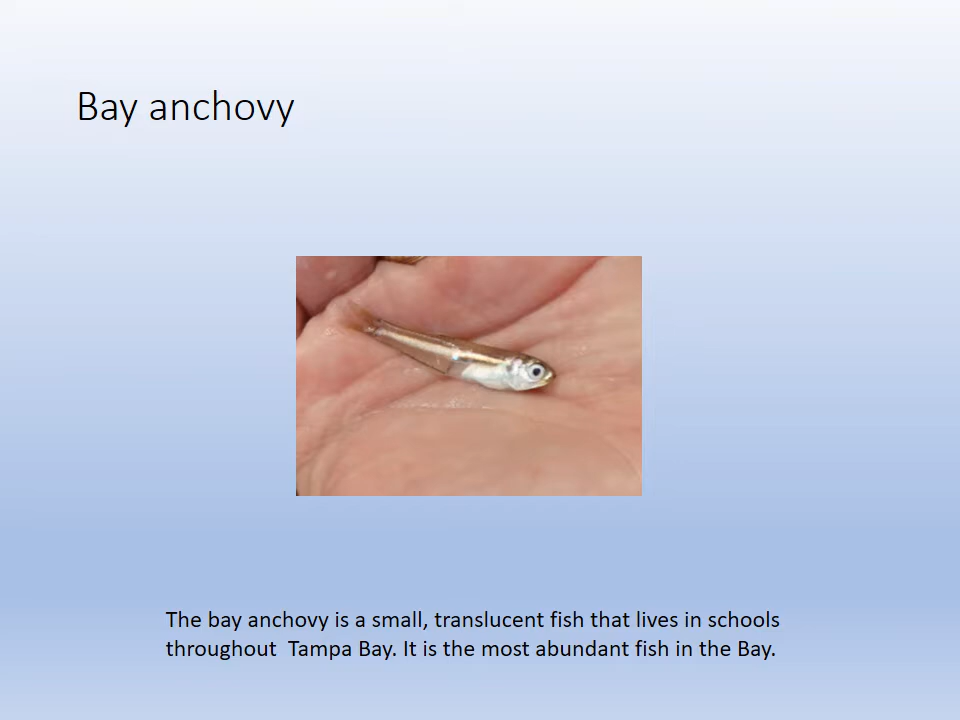 Bay anchovy
The bay anchovy is a small, translucent fish that lives in schools
throughout  Tampa Bay. It is the most abundant fish in the Bay.